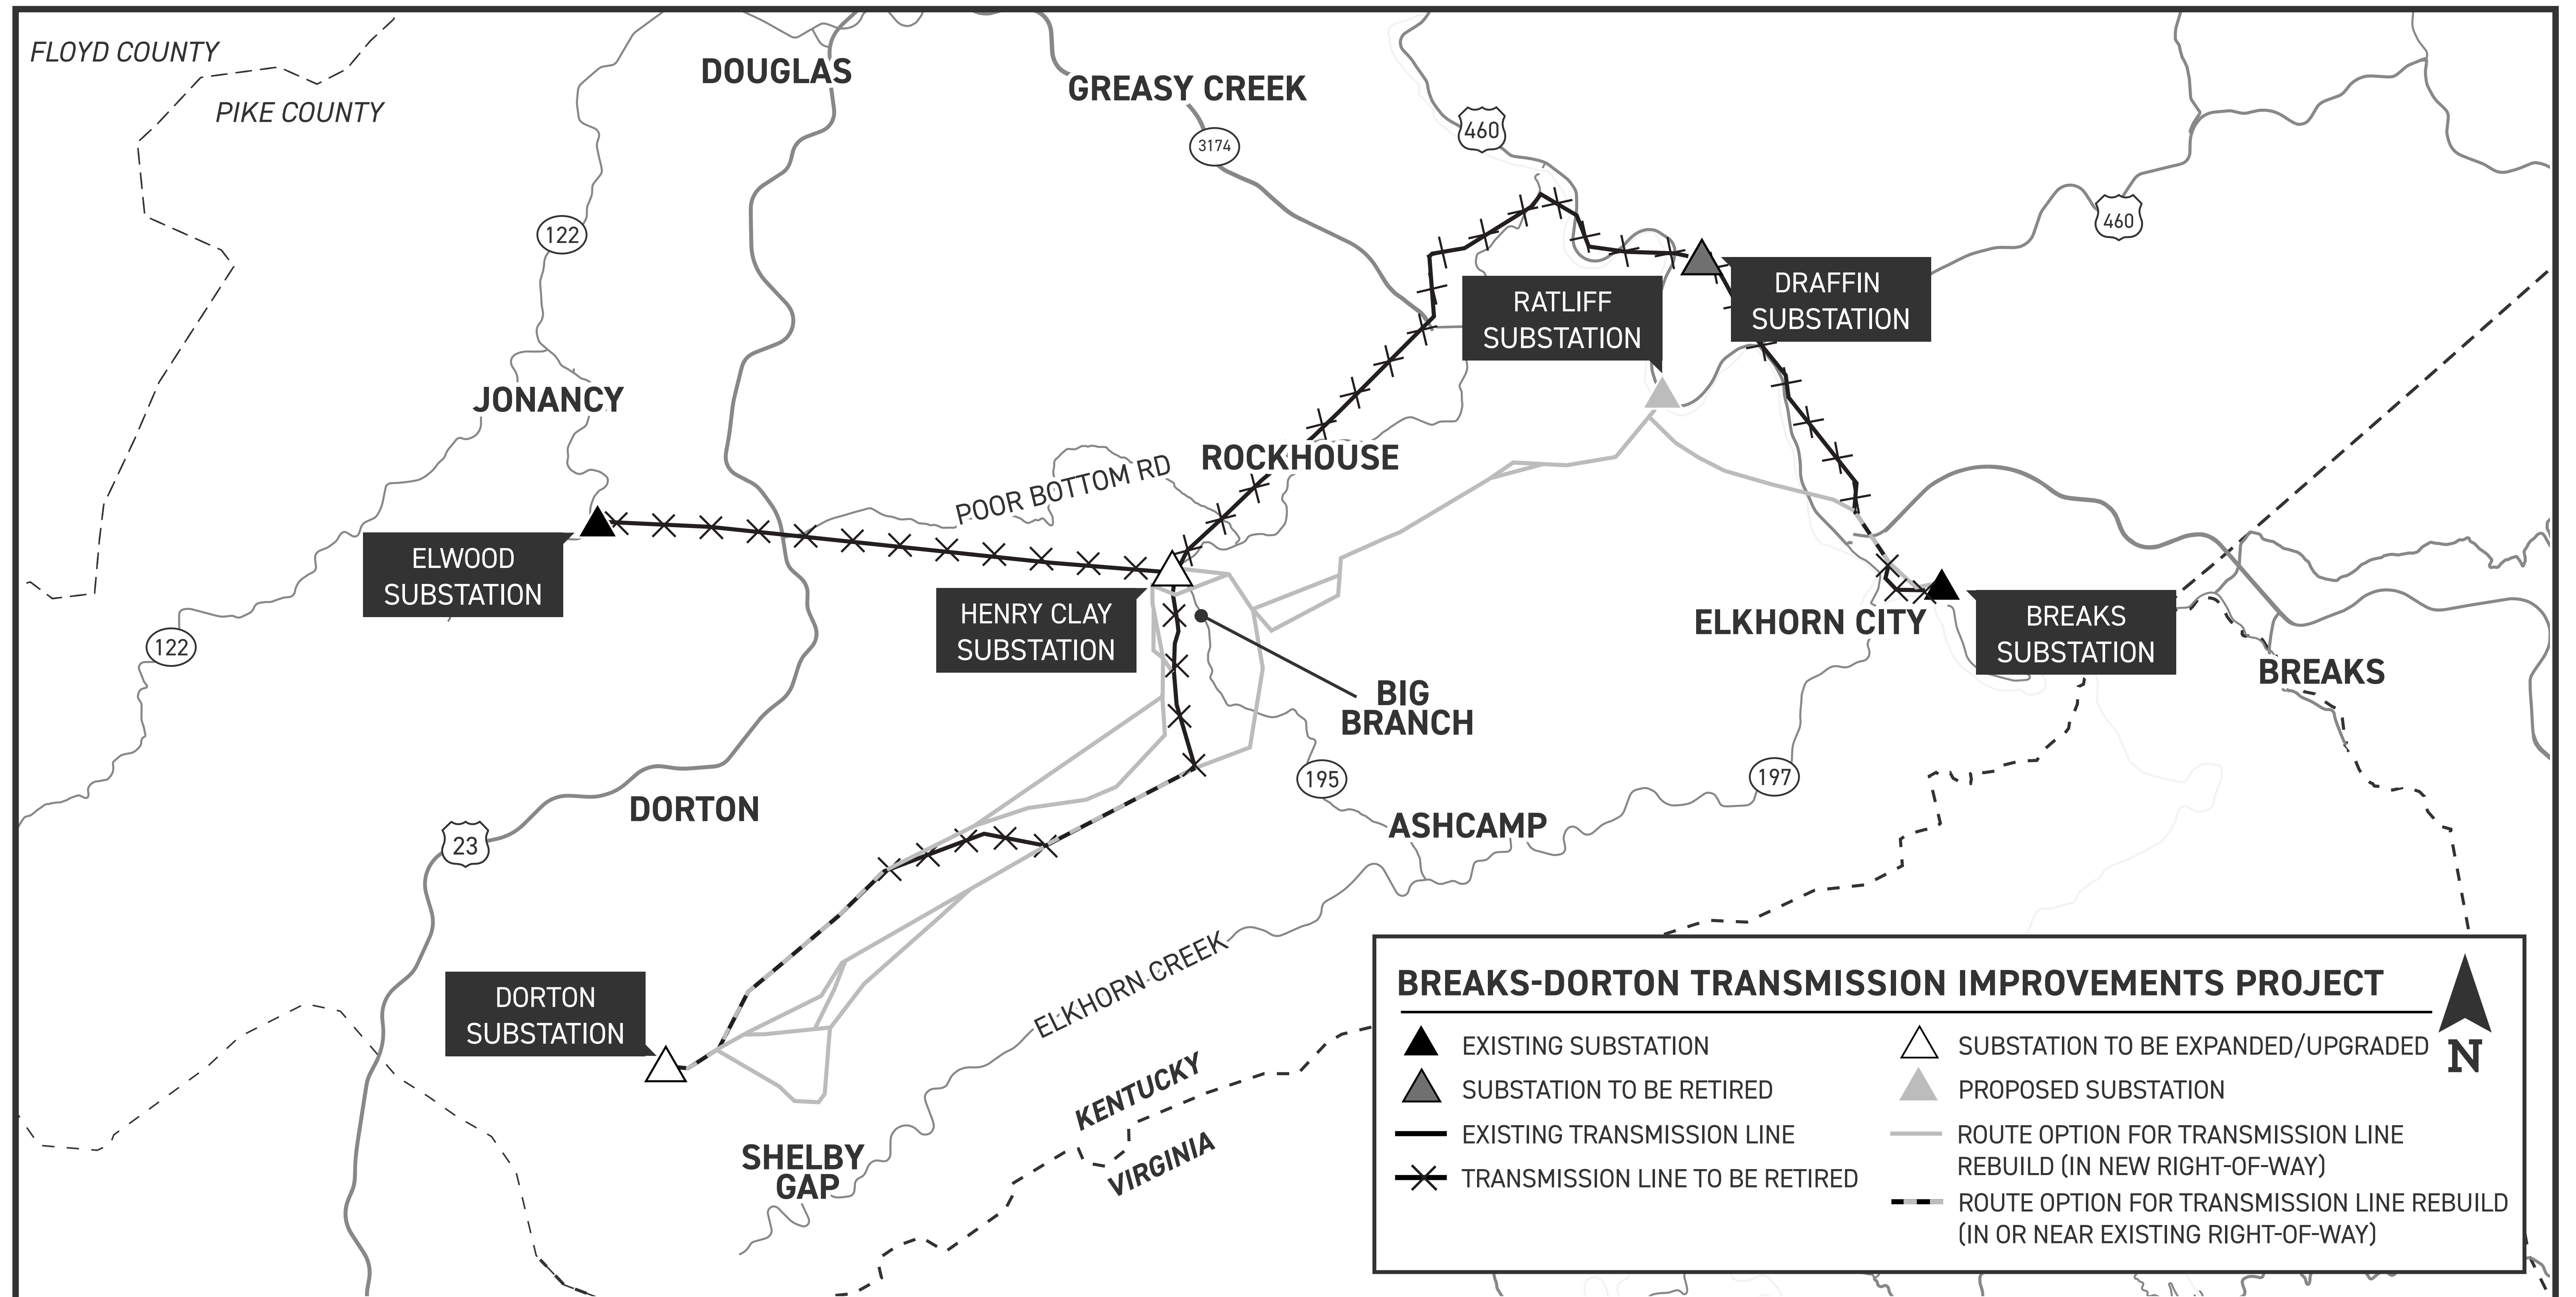 FLOYD COUNTY
PIKE COUNTY
DOUGLAS
GREASY CREEK
3174
460
460
122
JONANCY
RATLIFF
SUBSTATION
DRAFFIN
SUBSTATION
POOR BOTTOM RD
ROCKHOUSE
ELWOOD
SUBSTATION
HENRY CLAY
SUBSTATION
ELKHORN CITY
BREAKS
SUBSTATION
122
BREAKS
BIG
BRANCH
195
197
DORTON
23
ASHCAMP
DORTON
SUBSTATION
ELKHORN CREEK
KENTUCKY
VIRGINIA
SHELBY
GAP
BREAKS-DORTON TRANSMISSION IMPROVEMENTS PROJECT
N
EXISTING SUBSTATION
SUBSTATION TO BE RETIRED
EXISTING TRANSMISSION LINE
TRANSMISSION LINE TO BE RETIRED
SUBSTATION TO BE EXPANDED/UPGRADED
PROPOSED SUBSTATION
ROUTE OPTION FOR TRANSMISSION LINE
REBUILD (IN NEW RIGHT-OF-WAY)
ROUTE OPTION FOR TRANSMISSION LINE REBUILD
(IN OR NEAR EXISTING RIGHT-OF-WAY)